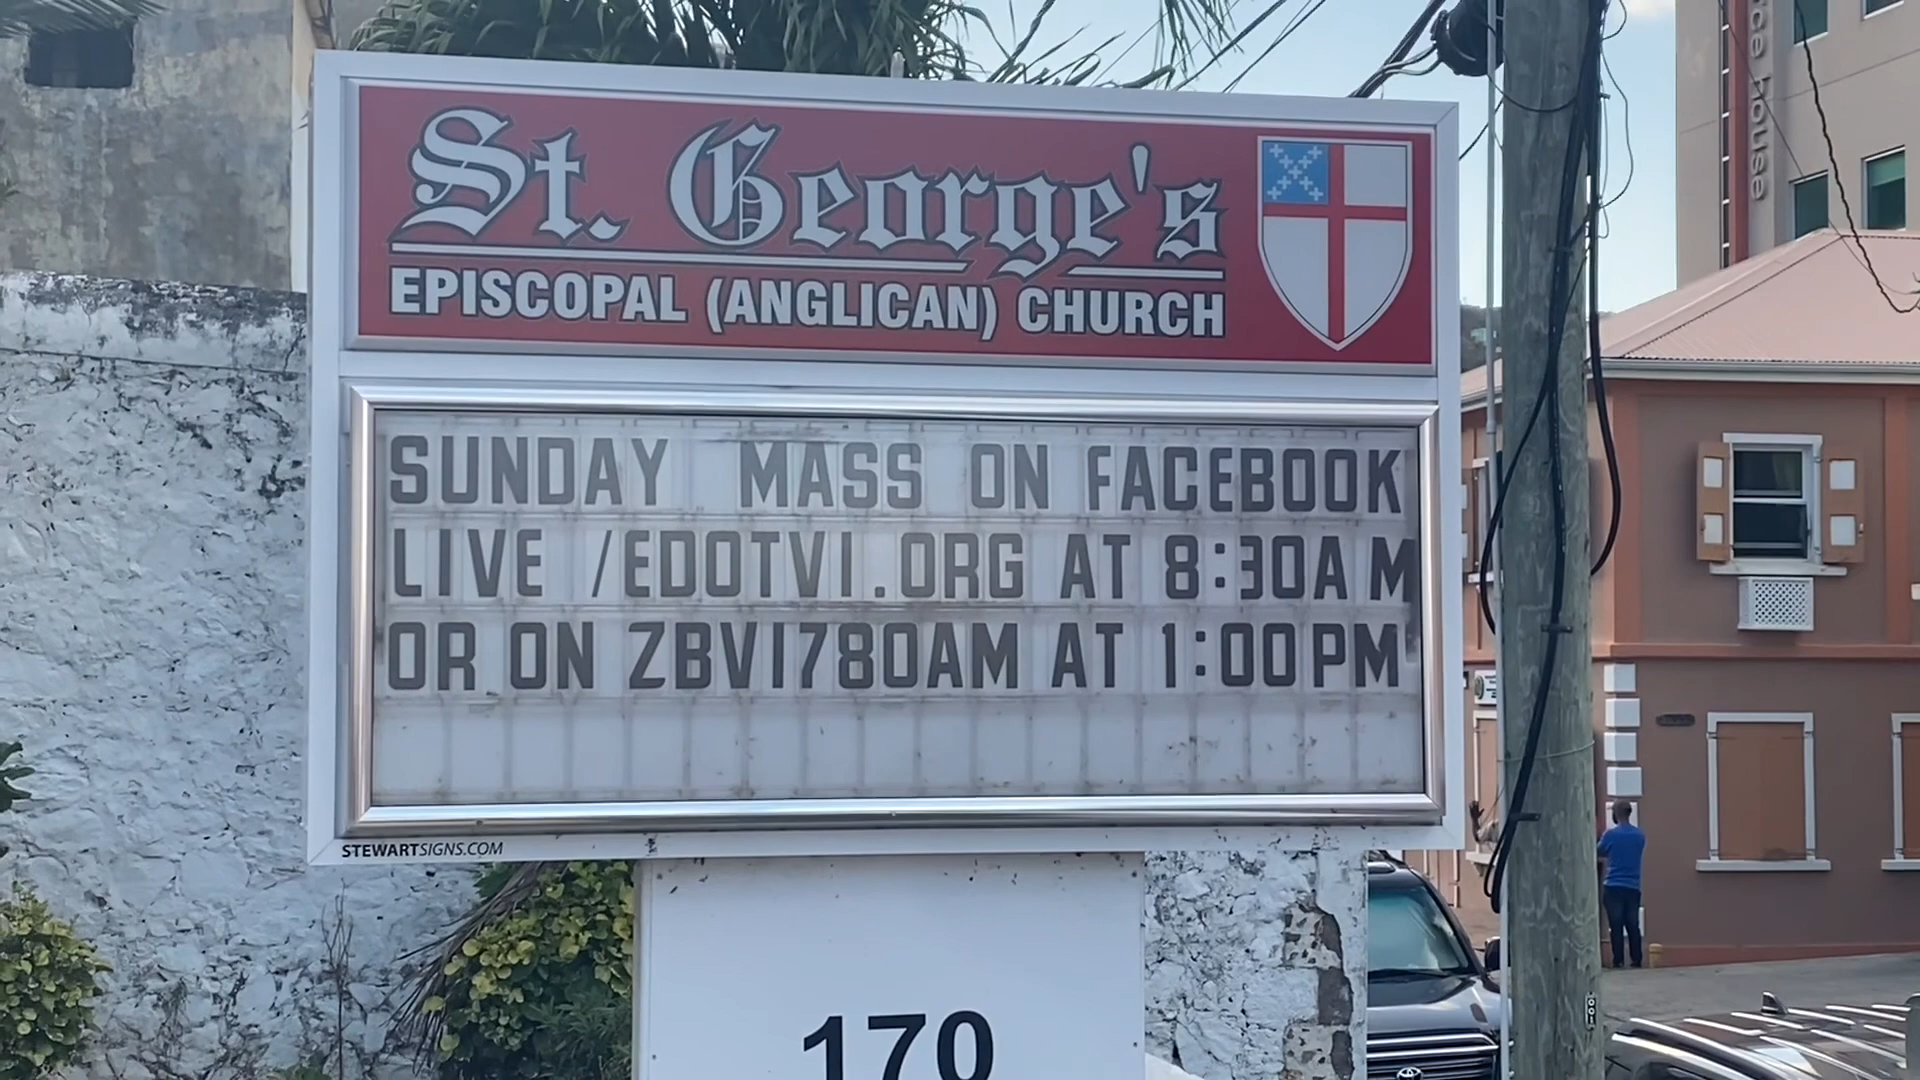 St. George's
EPISCOPAL (ANGLICAN) CHURCH
SUNDAY MASS ON FACEBOOK
LIVE /EDOTVI.ORG AT 8:30AM
OR ON ZBVI780AM AT 1:00PM
STEWARTSIGNS.COM
170
house